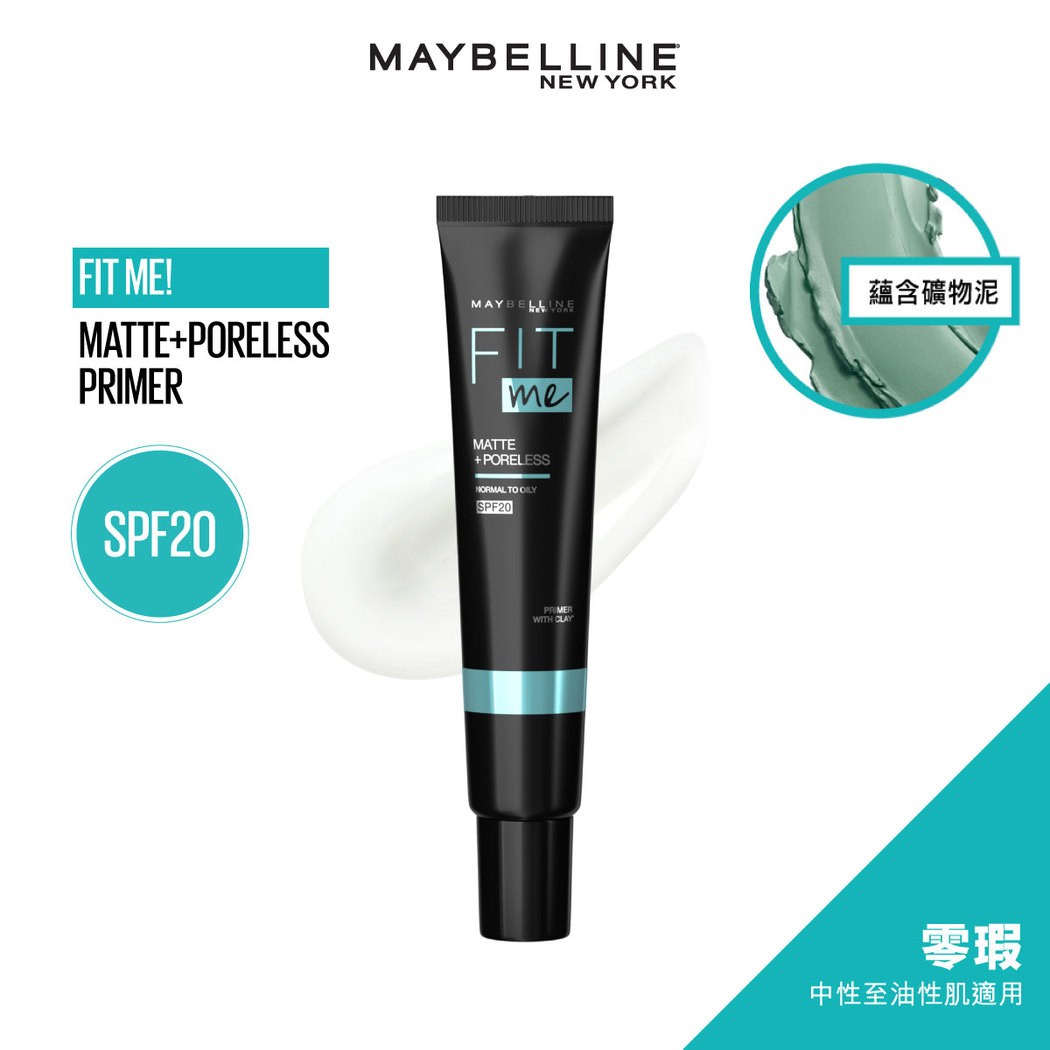 MAYBELLINE
NEW YORK
FIT ME!
MATTE+PORELESS
PRIMER
SPF20
MAYBELLINE
NEW YORK
FIT
me
MATTE
+PORELESS
NORMAL TO OILY
SPF20
PRIMER
WITH CLAY*
蘊含礦物泥
零瑕
中性至油性肌適用